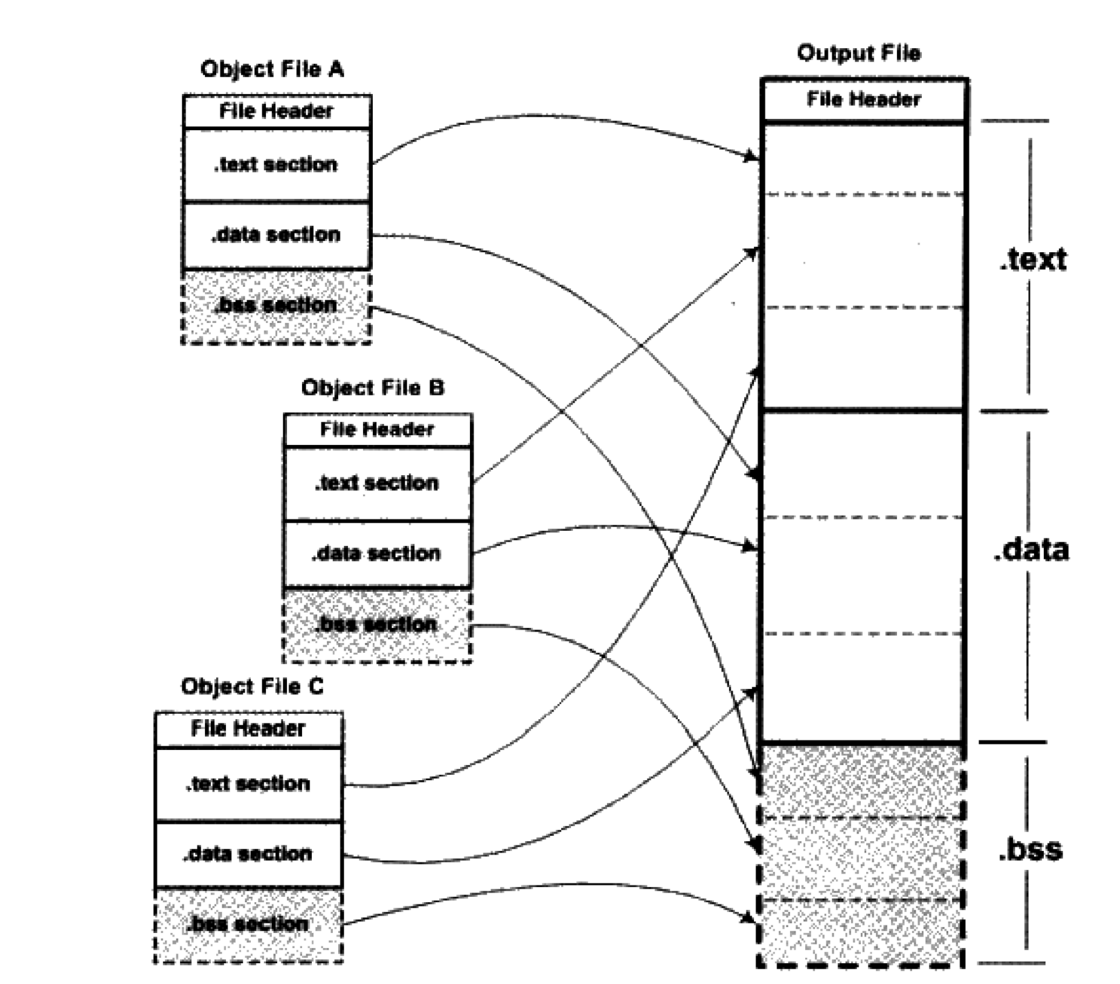 Object File A
File Header
.text section
.data section
.bss section
Object File B
File Header
.text section
.data section
.bss section
Object File C
File Header
.text section
.data section
.bss section
Output File
File Header
.text
.data
.bss